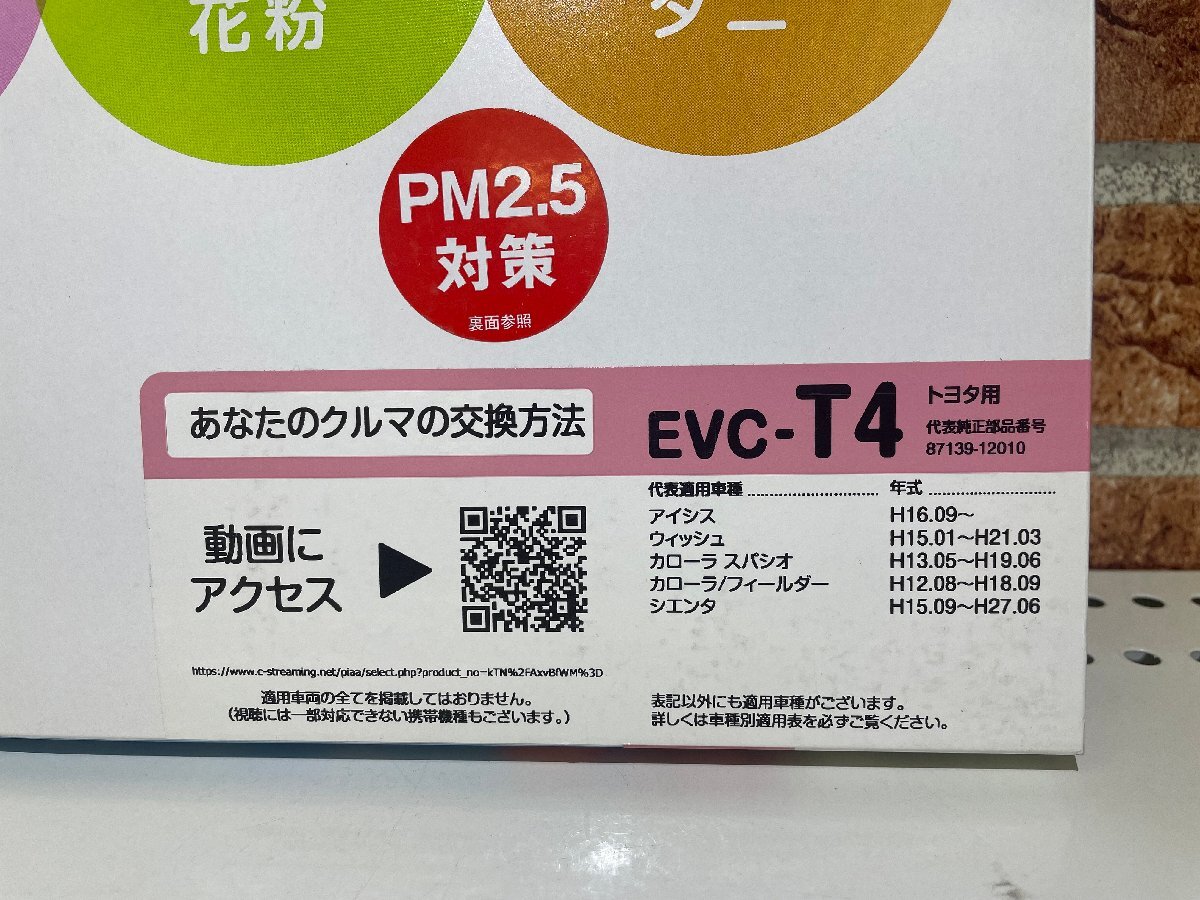 花粉
ター
PM2.5
対策
裏面参照
あなたのクルマの交換方法
EVC-T4
トヨタ用
代表純正部品番号
87139-12010
動画に
アクセス
https://www.c-streaming.net/piaa/select.php?product_no=kTN%2FAxvBfWM%3D
適用車両の全てを掲載してはおりません。
（視聴には一部対応できない携帯機種もございます。）
代表適用車種 年式
アイシス H16.09〜
ウィッシュ H15.01〜H21.03
カローラ スパシオ H13.05〜H19.06
カローラ/フィールダー H12.08〜H18.09
シエンタ H15.09〜H27.06
表記以外にも適用車種がございます。
詳しくは車種別適用表を必ずご覧ください。